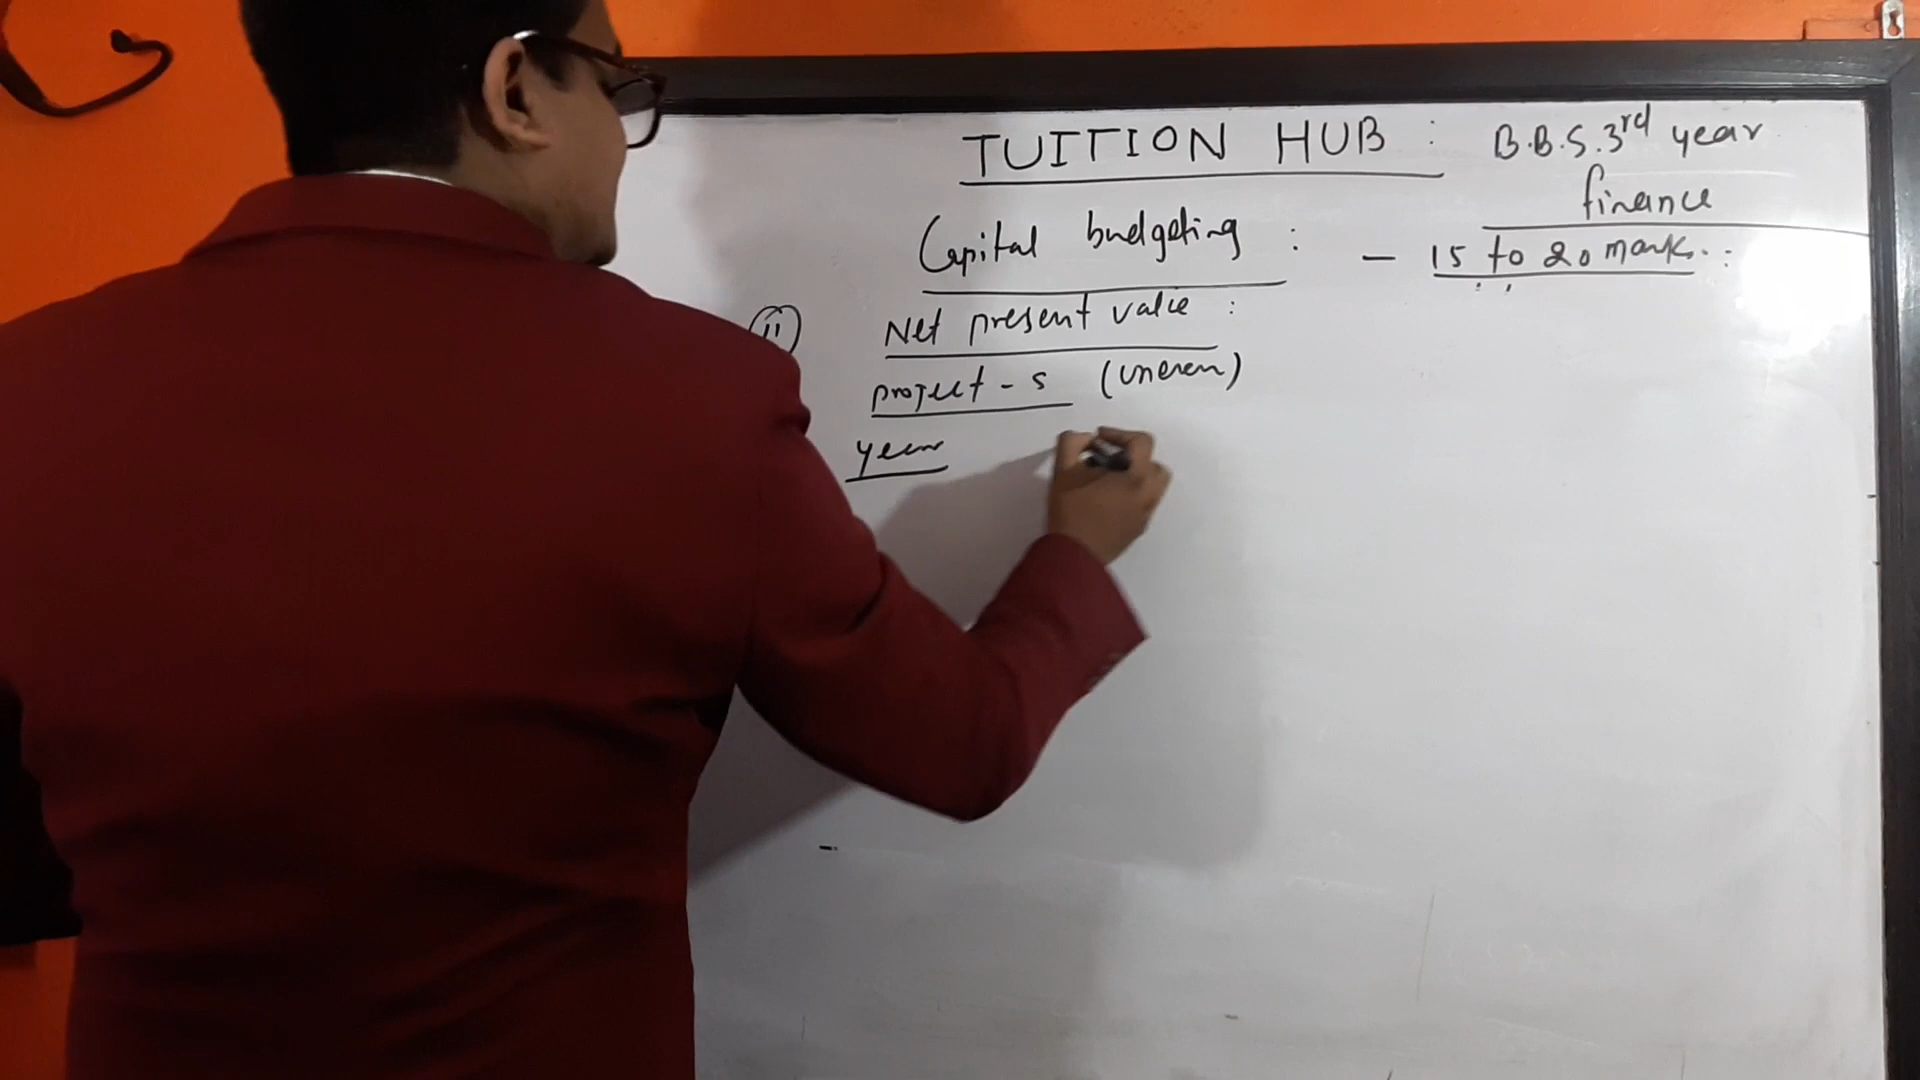 TUITION HUB : B.B.S. 3rd year
finance
Capital budgeting : - 15 to 20 marks. :
(ii) Net present value :
project - s (uneven)
year